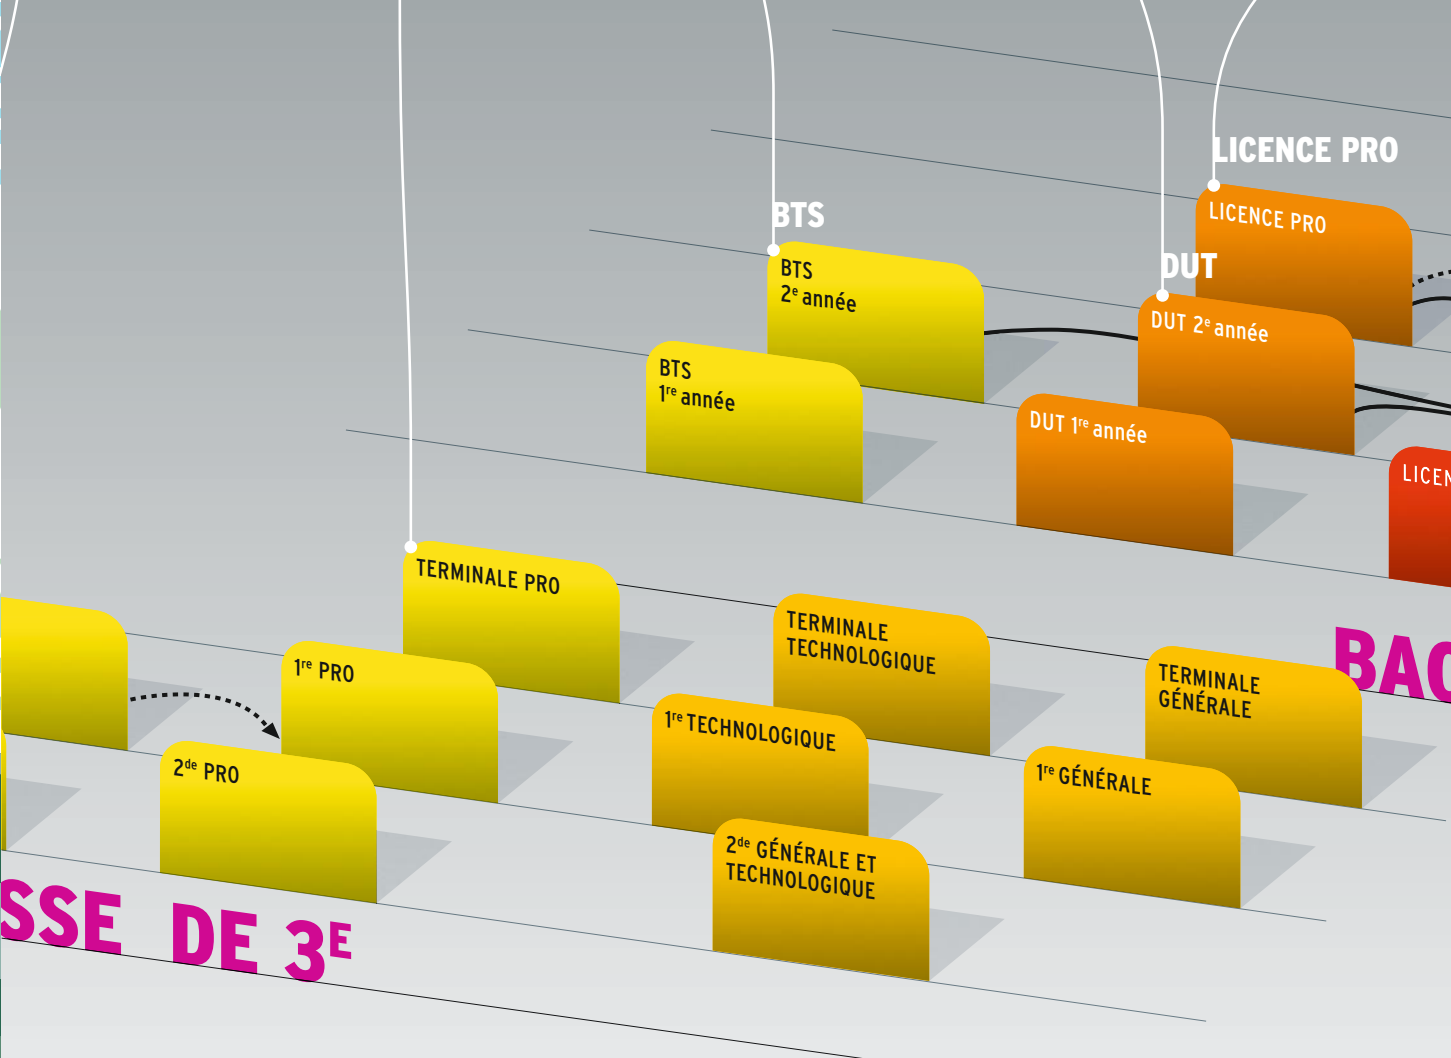 LICENCE PRO
LICENCE PRO
BTS
BTS
2e année
DUT
DUT 2e année
BTS
1re année
DUT 1re année
LICEN
TERMINALE PRO
TERMINALE
TECHNOLOGIQUE
BAC
TERMINALE
GÉNÉRALE
1re PRO
1re TECHNOLOGIQUE
1re GÉNÉRALE
2de PRO
2de GÉNÉRALE ET
TECHNOLOGIQUE
SSE DE 3E